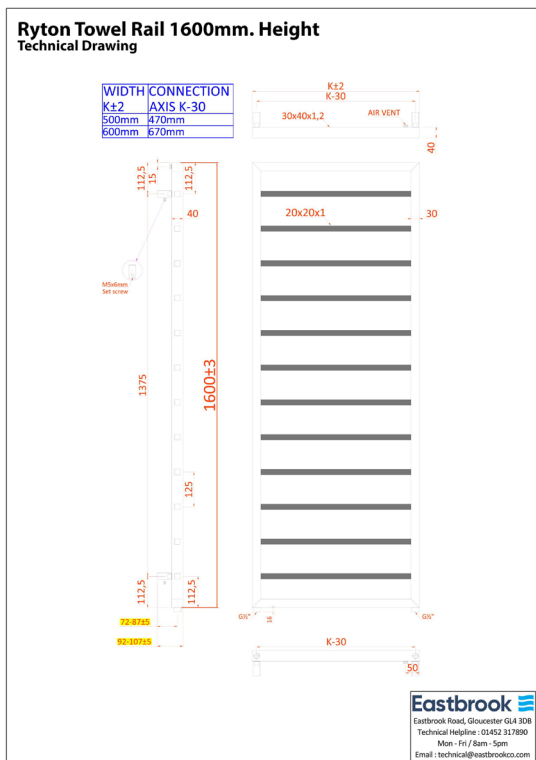 Ryton Towel Rail 1600mm. Height
Technical Drawing
WIDTH CONNECTION
K±2 AXIS K-30
500mm 470mm
600mm 670mm
K±2
K-30
30x40x1,2
AIR VENT
40
112,5
15
112,5
40
20x20x1
30
M5x6mm
Set screw
1375
1600±3
125
112,5
112,5
72-87±5
92-107±5
G½"
16
G½"
K-30
50
Eastbrook
Eastbrook Road, Gloucester GL4 3DB
Technical Helpline : 01452 317890
Mon - Fri / 8am - 5pm
Email : technical@eastbrookco.com